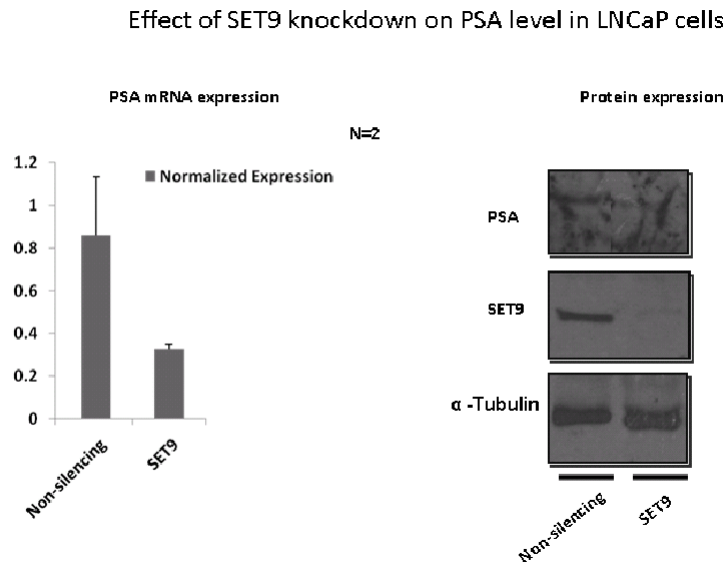 Effect of SET9 knockdown on PSA level in LNCaP cells
PSA mRNA expression
Protein expression
N=2
1.2
1
0.8
0.6
0.4
0.2
0
Normalized Expression
Non-silencing
SET9
PSA
SET9
α -Tubulin
Non-silencing
SET9